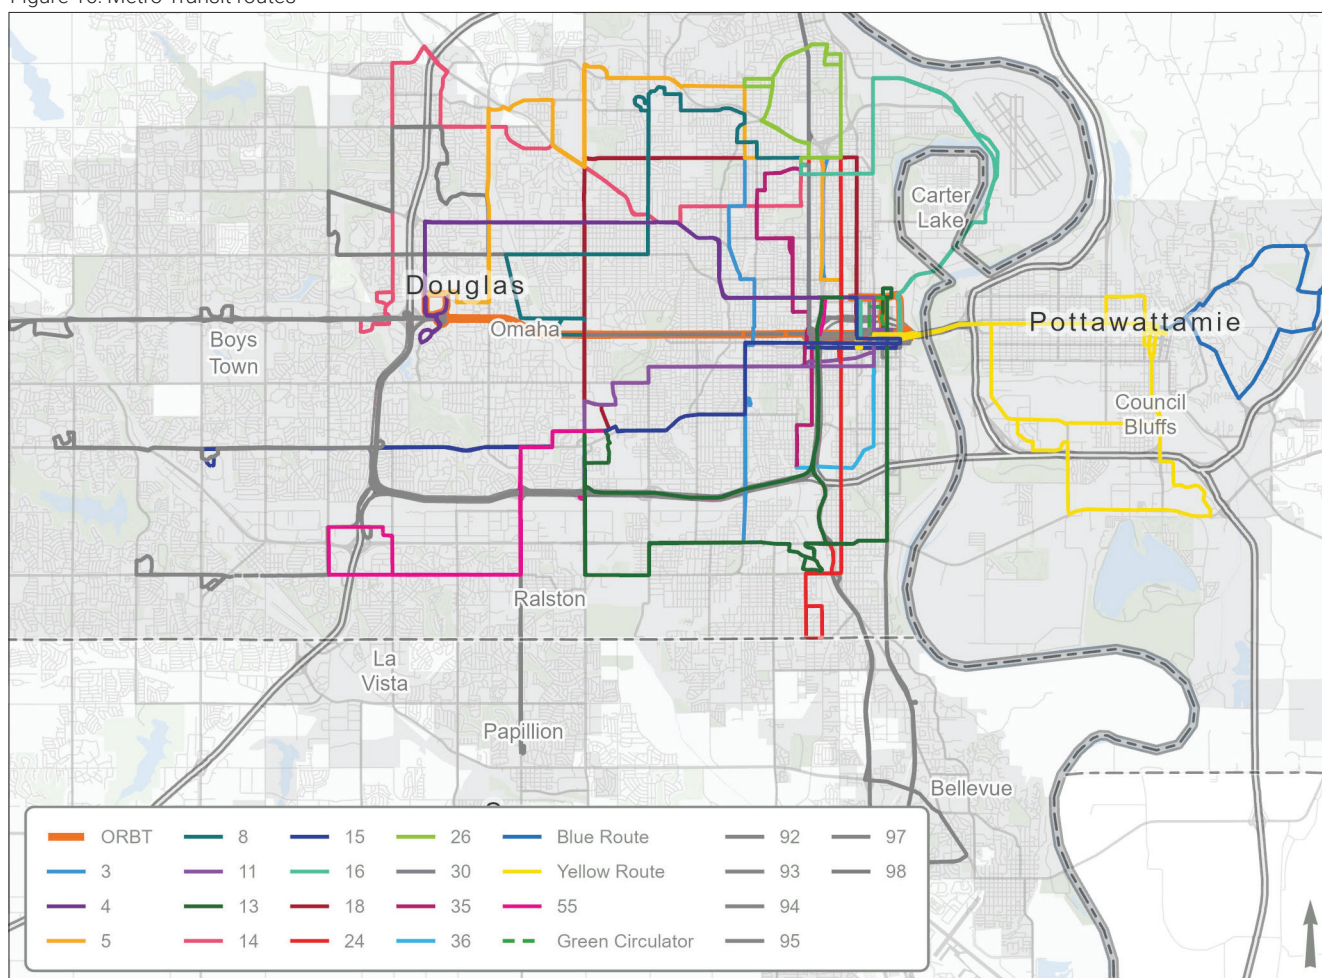 Figure 10: Metro Transit routes
Carter
Lake
Douglas
Omaha
Pottawattamie
Boys
Town
Council
Bluffs
Ralston
La
Vista
Papillion
Bellevue
ORBT 8 15 26 Blue Route 92 97
3 11 16 30 Yellow Route 93 98
4 13 18 35 55 94
5 14 24 36 Green Circulator 95